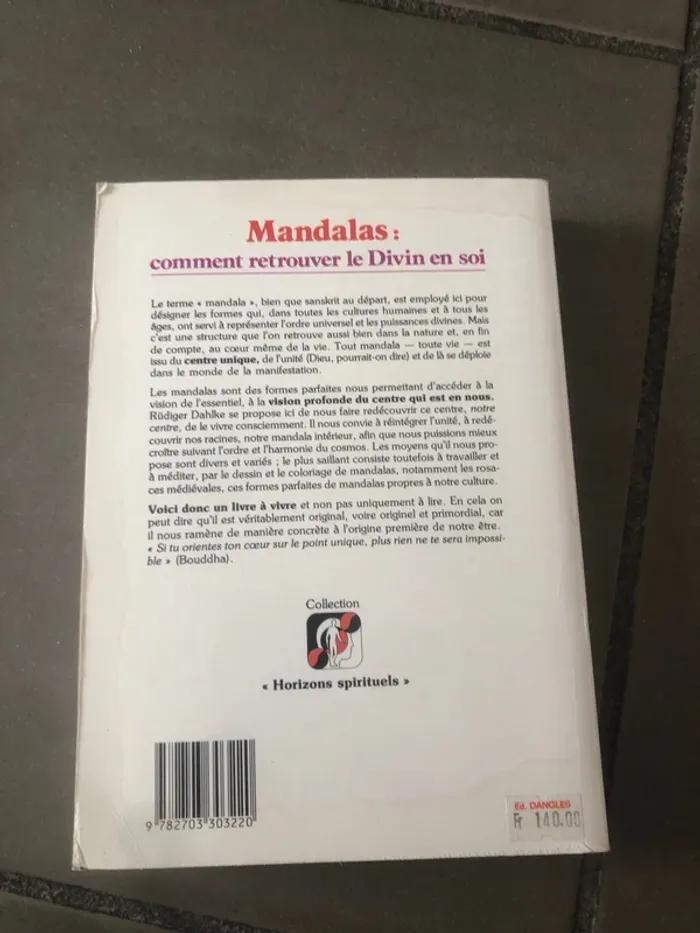 Mandalas :
comment retrouver le Divin en soi
Le terme « mandala », bien que sanskrit au départ, est employé ici pour
désigner les formes qui, dans toutes les cultures humaines et à tous les
âges, ont servi à représenter l'ordre universel et les puissances divines. Mais
c'est une structure que l'on retrouve aussi bien dans la nature et, en fin
de compte, au cœur même de la vie. Tout mandala — toute vie — est
issu du centre unique, de l'unité (Dieu, pourrait-on dire) et de là se déploie
dans le monde de la manifestation.
Les mandalas sont des formes parfaites nous permettant d'accéder à la
vision de l'essentiel, à la vision profonde du centre qui est en nous.
Rüdiger Dahlke se propose ici de nous faire redécouvrir ce centre, notre
centre, de le vivre consciemment. Il nous convie à réintégrer l'unité, à redé-
couvrir nos racines, notre mandala intérieur, afin que nous puissions mieux
croître suivant l'ordre et l'harmonie du cosmos. Les moyens qu'il nous pro-
pose sont divers et variés ; le plus saillant consiste toutefois à travailler et
à méditer, par le dessin et le coloriage de mandalas, notamment les rosa-
ces médiévales, ces formes parfaites de mandalas propres à notre culture.
Voici donc un livre à vivre et non pas uniquement à lire. En cela on
peut dire qu'il est véritablement original, voire originel et primordial, car
il nous ramène de manière concrète à l'origine première de notre être.
« Si tu orientes ton cœur sur le point unique, plus rien ne te sera impossi-
ble » (Bouddha).
Collection
« Horizons spirituels »
9 782703 303220
Ed. DANGLES
Fr 140.00